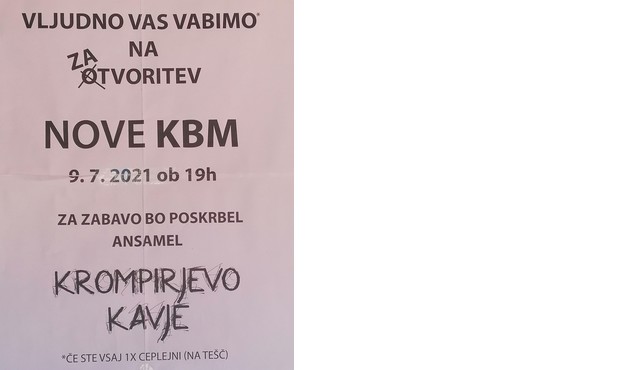 VLJUDNO VAS VABIMO*
NA
ZA
OTVORITEV
NOVE KBM
9. 7. 2021 ob 19h
ZA ZABAVO BO POSKRBEL
ANSAMEL
KROMPIRJEVO
KAVJE
*ČE STE VSAJ 1X CEPLJENI (NA TEŠČ)